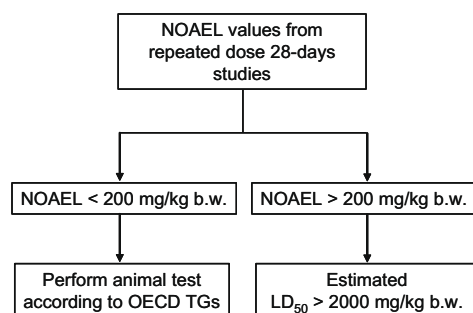 NOAEL values from
repeated dose 28-days
studies
NOAEL < 200 mg/kg b.w.
NOAEL > 200 mg/kg b.w.
Perform animal test
according to OECD TGs
Estimated
LD50 > 2000 mg/kg b.w.